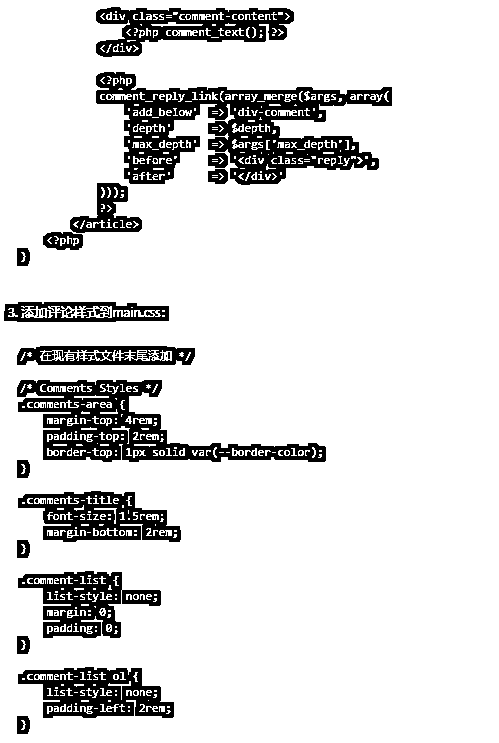 <div class="comment-content">
<?php comment_text(); ?>
</div>
<?php
comment_reply_link(array_merge($args, array(
'add_below' => 'div-comment',
'depth' => $depth,
'max_depth' => $args['max_depth'],
'before' => '<div class="reply">',
'after' => '</div>'
)));
?>
</article>
<?php
}
3. 添加评论样式到main.css:
/* 在现有样式文件末尾添加 */
/* Comments Styles */
.comments-area {
margin-top: 4rem;
padding-top: 2rem;
border-top: 1px solid var(--border-color);
}
.comments-title {
font-size: 1.5rem;
margin-bottom: 2rem;
}
.comment-list {
list-style: none;
margin: 0;
padding: 0;
}
.comment-list ol {
list-style: none;
padding-left: 2rem;
}